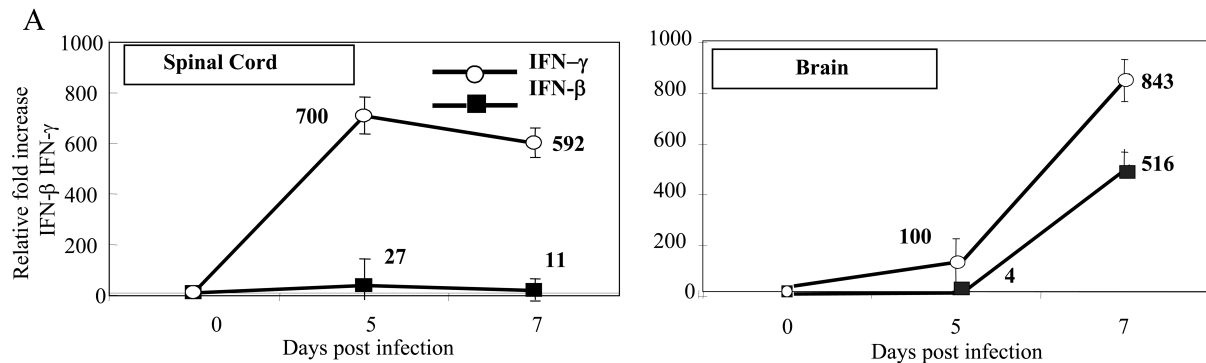 A
Spinal Cord
IFN–γ
IFN-β
1000
800
600
400
200
0
Relative fold increase
IFN-β IFN-γ
700
592
27
11
0 5 7
Days post infection
Brain
1000
800
600
400
200
0
843
516
100
4
0 5 7
Days post infection